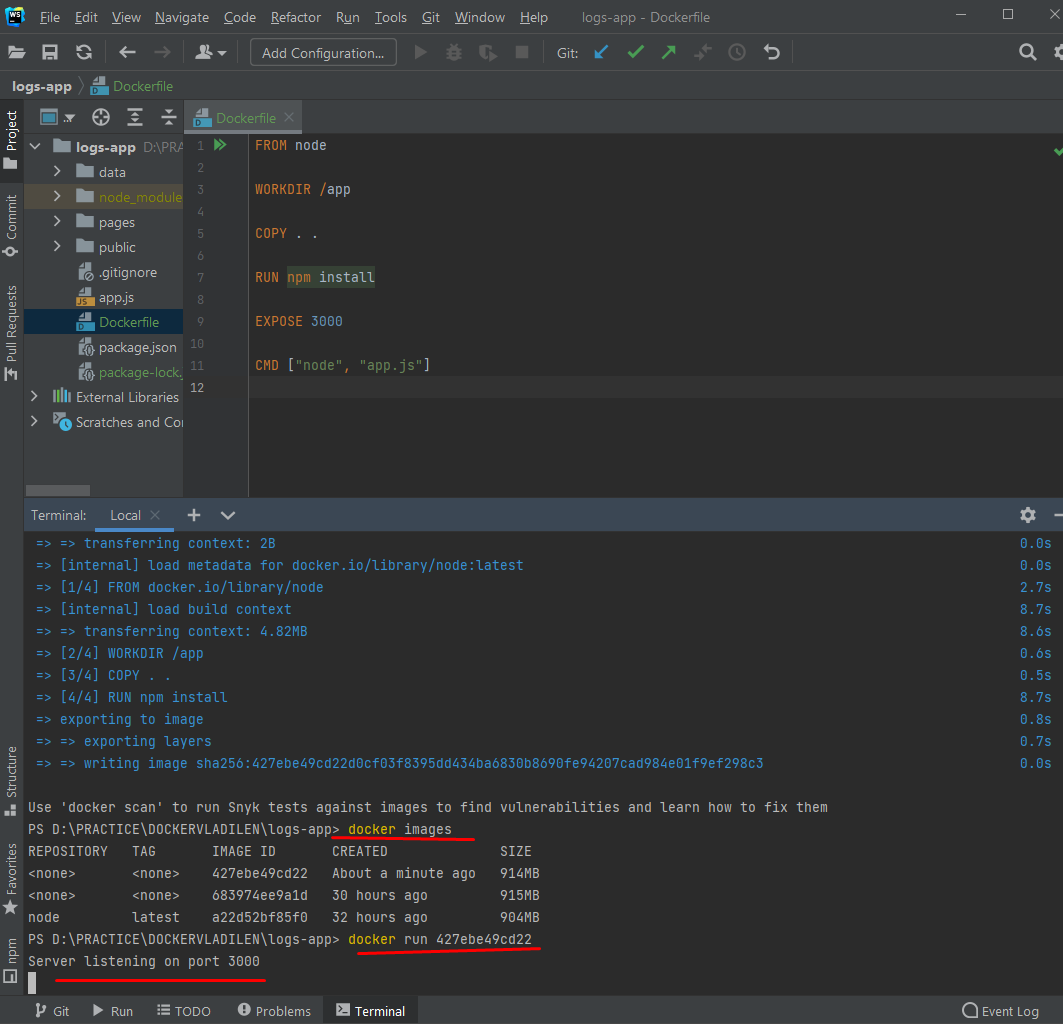 WS File Edit View Navigate Code Refactor Run Tools Git Window Help logs-app - Dockerfile
Add Configuration... Git:
logs-app Dockerfile
Project
Commit
Pull Requests
Structure
Favorites
npm
Dockerfile
logs-app D:\PRA
data
node_module
pages
public
.gitignore
app.js
Dockerfile
package.json
package-lock.
External Libraries
Scratches and Co
1 FROM node
2
3 WORKDIR /app
4
5 COPY . .
6
7 RUN npm install
8
9 EXPOSE 3000
10
11 CMD ["node", "app.js"]
12
Terminal: Local
=> => transferring context: 2B 0.0s
=> [internal] load metadata for docker.io/library/node:latest 0.0s
=> [1/4] FROM docker.io/library/node 2.7s
=> [internal] load build context 8.7s
=> => transferring context: 4.82MB 8.6s
=> [2/4] WORKDIR /app 0.6s
=> [3/4] COPY . . 0.5s
=> [4/4] RUN npm install 8.7s
=> exporting to image 0.8s
=> => exporting layers 0.7s
=> => writing image sha256:427ebe49cd22d0cf03f8395dd434ba6830b8690fe94207cad984e01f9ef298c3 0.0s
Use 'docker scan' to run Snyk tests against images to find vulnerabilities and learn how to fix them
PS D:\PRACTICE\DOCKERVLADILEN\logs-app> docker images
REPOSITORY TAG IMAGE ID CREATED SIZE
<none> <none> 427ebe49cd22 About a minute ago 914MB
<none> <none> 683974ee9a1d 30 hours ago 915MB
node latest a22d52bf85f0 32 hours ago 904MB
PS D:\PRACTICE\DOCKERVLADILEN\logs-app> docker run 427ebe49cd22
Server listening on port 3000
Git Run TODO Problems Terminal Event Log